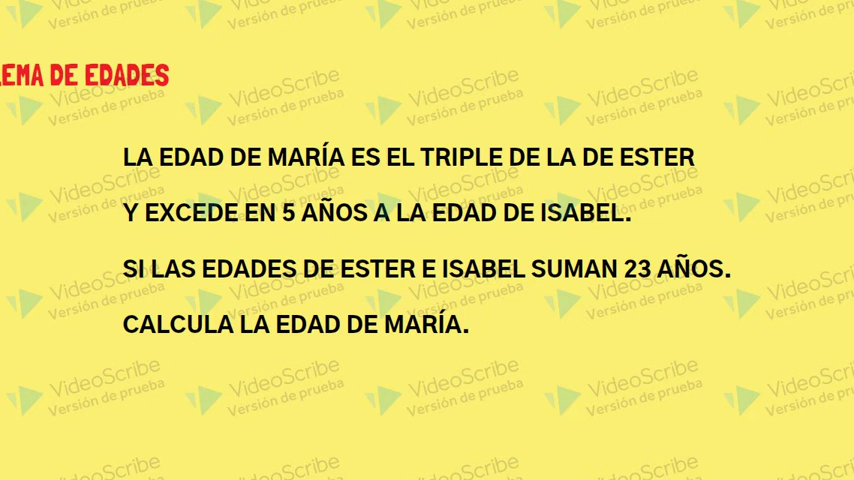 EMA DE EDADES
LA EDAD DE MARÍA ES EL TRIPLE DE LA DE ESTER
Y EXCEDE EN 5 AÑOS A LA EDAD DE ISABEL.
SI LAS EDADES DE ESTER E ISABEL SUMAN 23 AÑOS.
CALCULA LA EDAD DE MARÍA.
VideoScribe
Versión de prueba